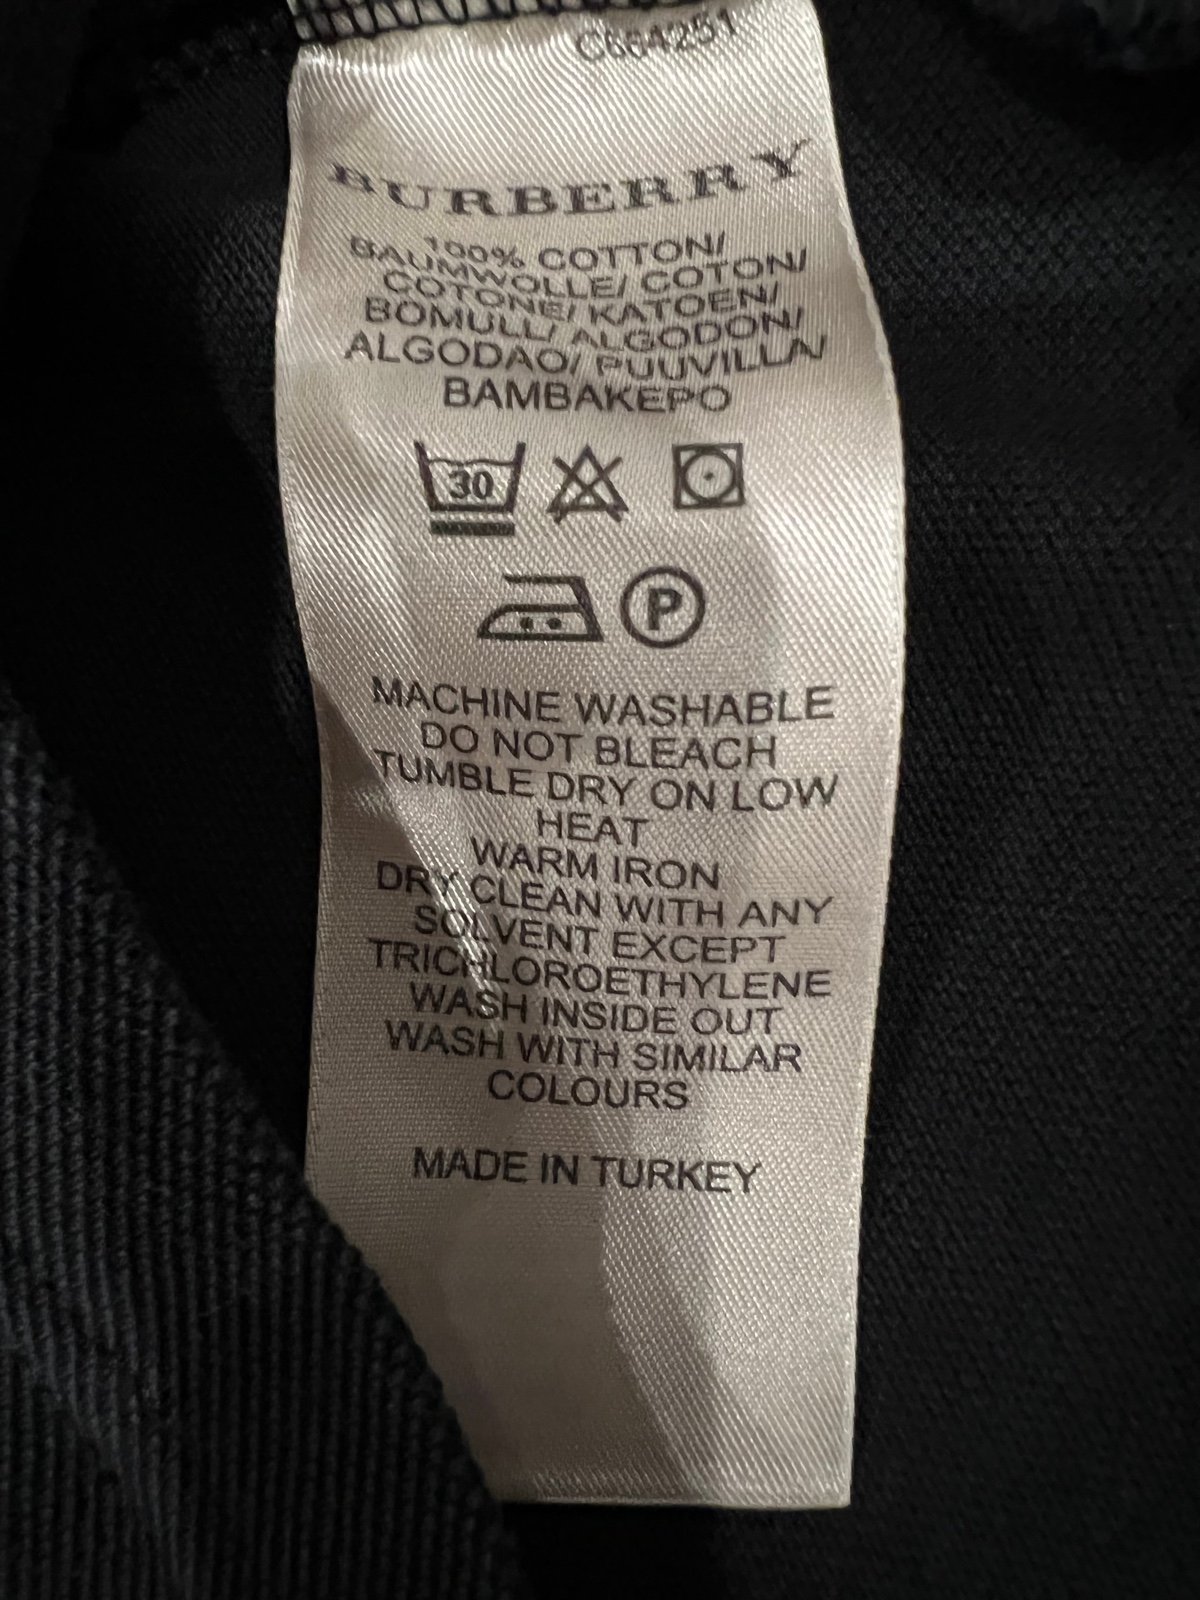 C664251
BURBERRY
100% COTTON/
BAUMWOLLE/ COTON/
COTONE/ KATOEN/
BOMULL/ ALGODON/
ALGODAO/ PUUVILLA/
BAMBAKEPO
30
P
MACHINE WASHABLE
DO NOT BLEACH
TUMBLE DRY ON LOW
HEAT
WARM IRON
DRY CLEAN WITH ANY
SOLVENT EXCEPT
TRICHLOROETHYLENE
WASH INSIDE OUT
WASH WITH SIMILAR
COLOURS
MADE IN TURKEY